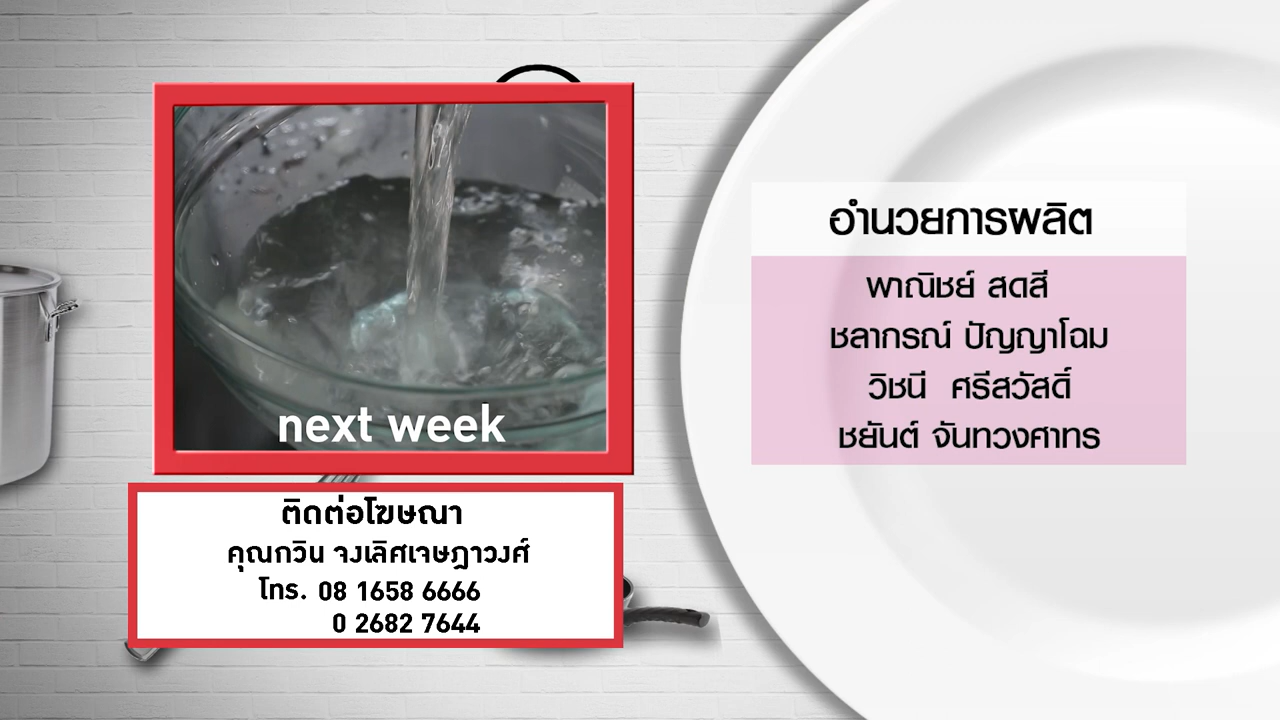 next week
ติดต่อโฆษณา
คุณกวิน จงเลิศเจษฎาวงศ์
โทร. 08 1658 6666
0 2682 7644
อำนวยการผลิต
พาณิชย์ สดสี
ชลากรณ์ ปัญญาโฉม
วิชนี ศรีสวัสดิ์
ชยันต์ จันทวงศาทร